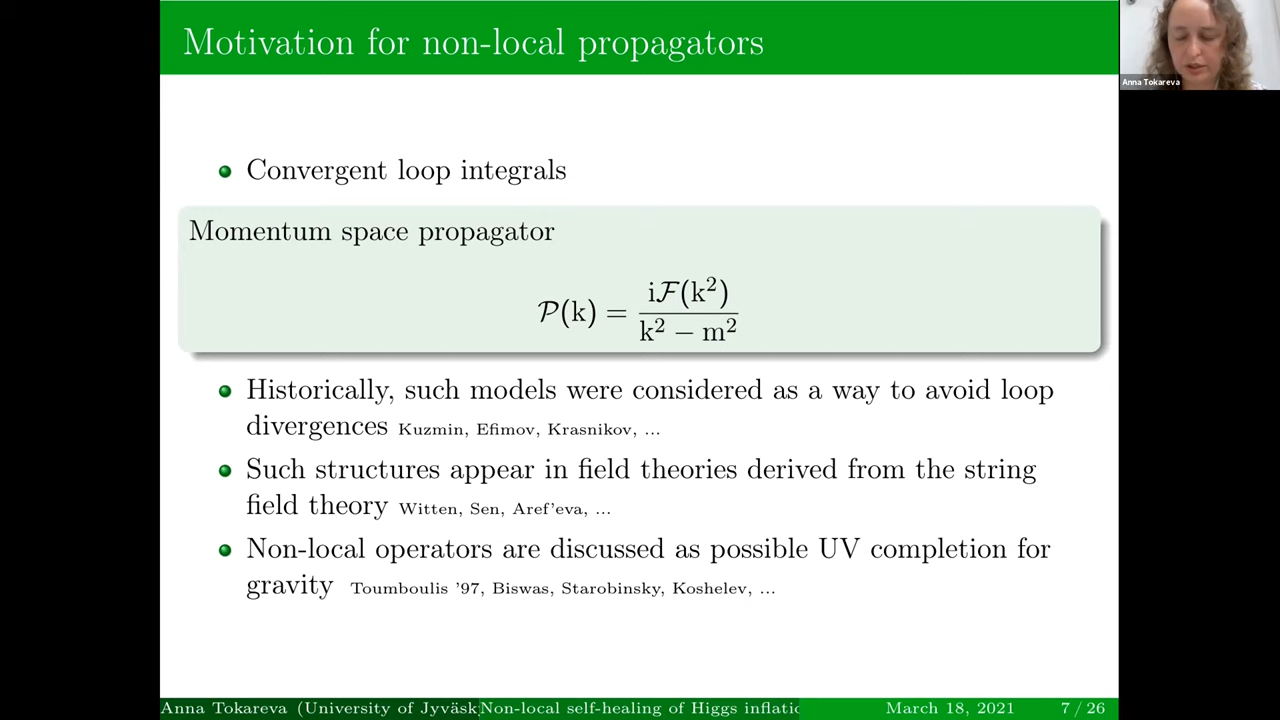 Motivation for non-local propagators
Anna Tokareva
Convergent loop integrals
Momentum space propagator
𝒫(k) = iℱ(k²) / (k² − m²)
Historically, such models were considered as a way to avoid loop
divergences Kuzmin, Efimov, Krasnikov, ...
Such structures appear in field theories derived from the string
field theory Witten, Sen, Aref'eva, ...
Non-local operators are discussed as possible UV completion for
gravity Toumboulis '97, Biswas, Starobinsky, Koshelev, ...
Anna Tokareva (University of Jyväsk Non-local self-healing of Higgs inflatio March 18, 2021 7 / 26